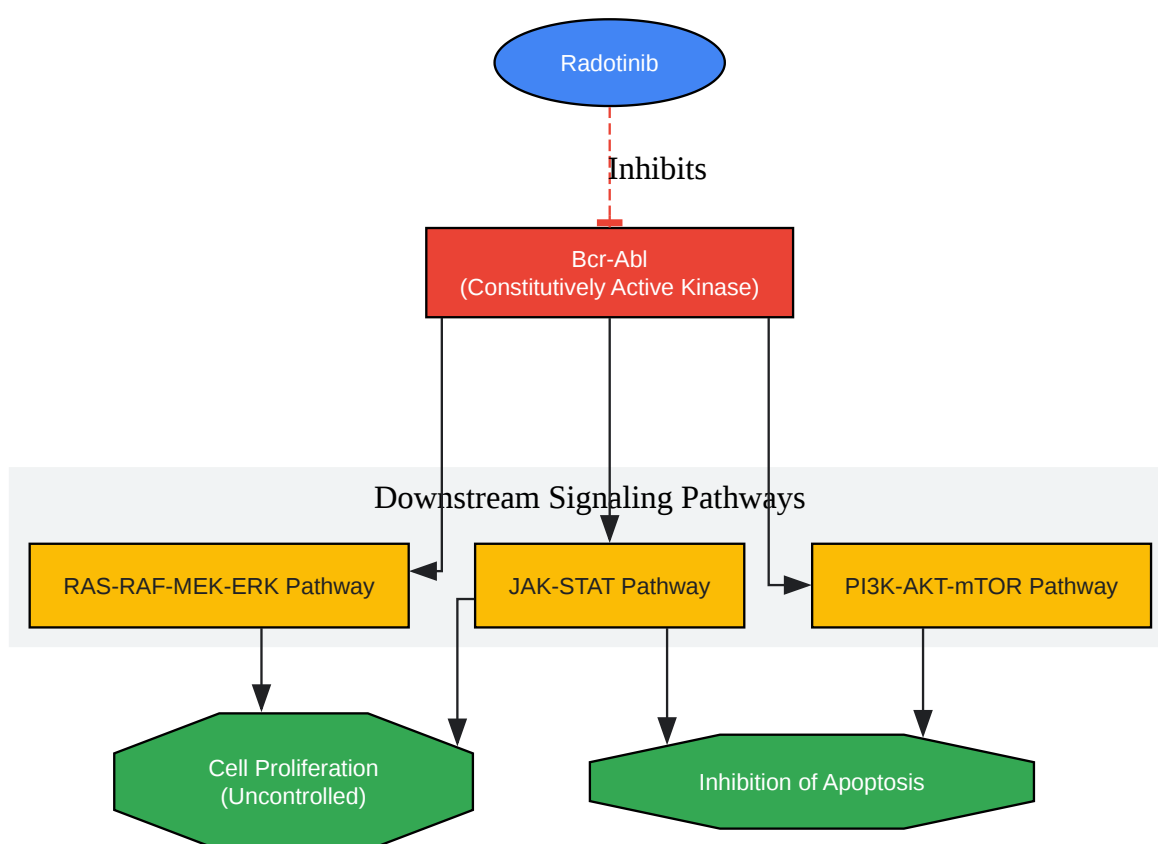 Radotinib
Inhibits
Bcr-Abl
(Constitutively Active Kinase)
Downstream Signaling Pathways
RAS-RAF-MEK-ERK Pathway
JAK-STAT Pathway
PI3K-AKT-mTOR Pathway
Cell Proliferation
(Uncontrolled)
Inhibition of Apoptosis